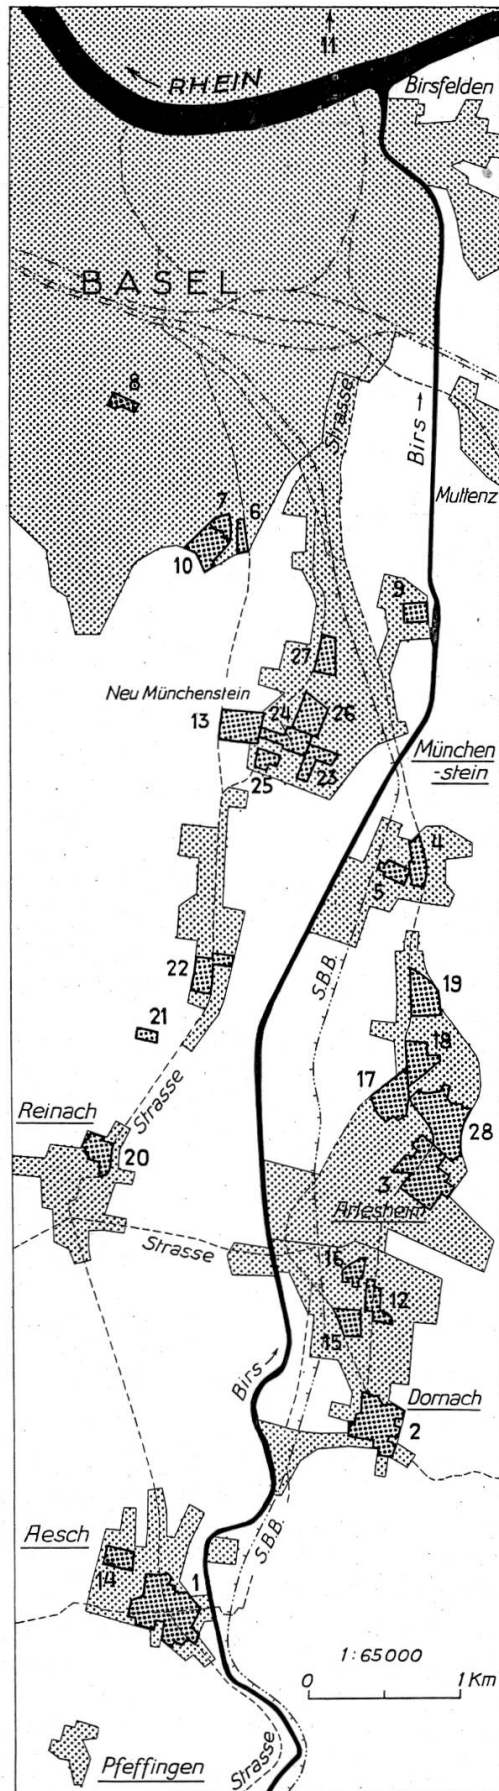 11
RHEIN
Birsfelden
BASEL
8
Strasse
Birs
Muttenz
7
6
10
9
27
Neu Münchenstein
13
24
26
25
23
München
-stein
4
5
22
S.B.B.
19
21
18
Strasse
17
Reinach
20
28
3
Arlesheim
Strasse
16
12
15
Birs
Dornach
2
Aesch
S.B.B.
14
1
1:65000
0
1 Km
Pfeffingen
Strasse